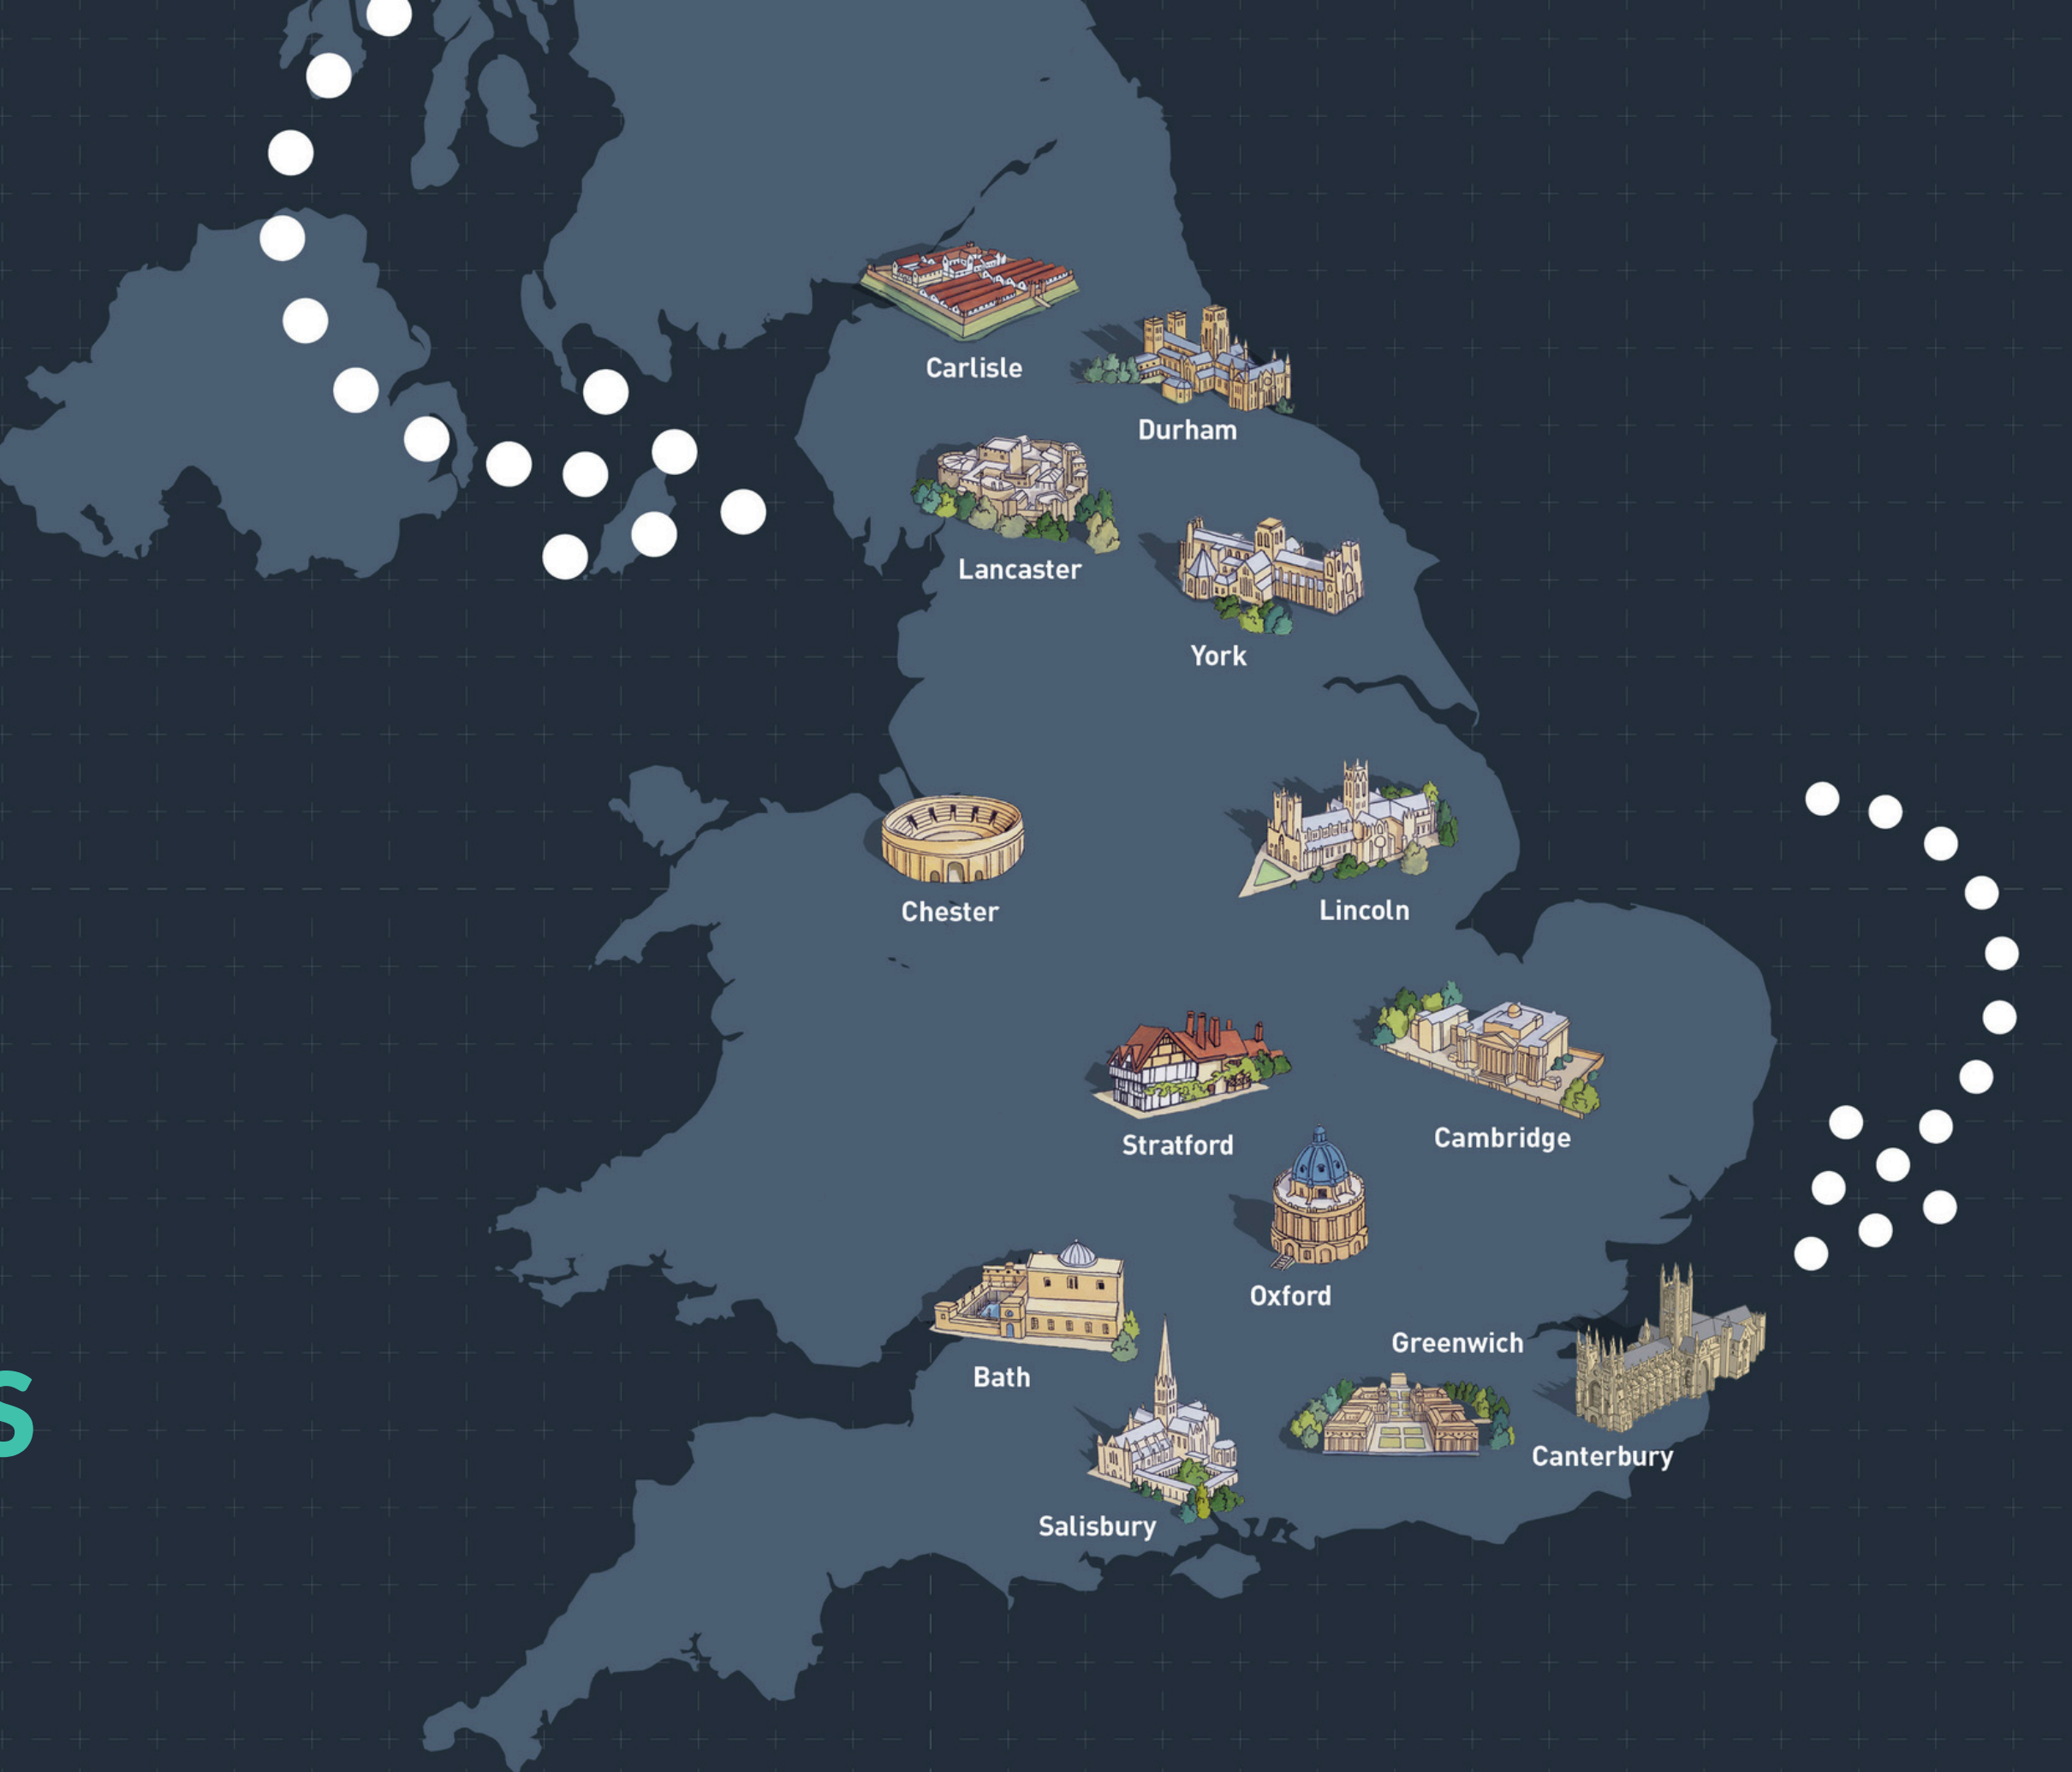 Carlisle
Durham
Lancaster
York
Chester
Lincoln
Stratford
Cambridge
Oxford
Greenwich
Bath
Canterbury
Salisbury
s